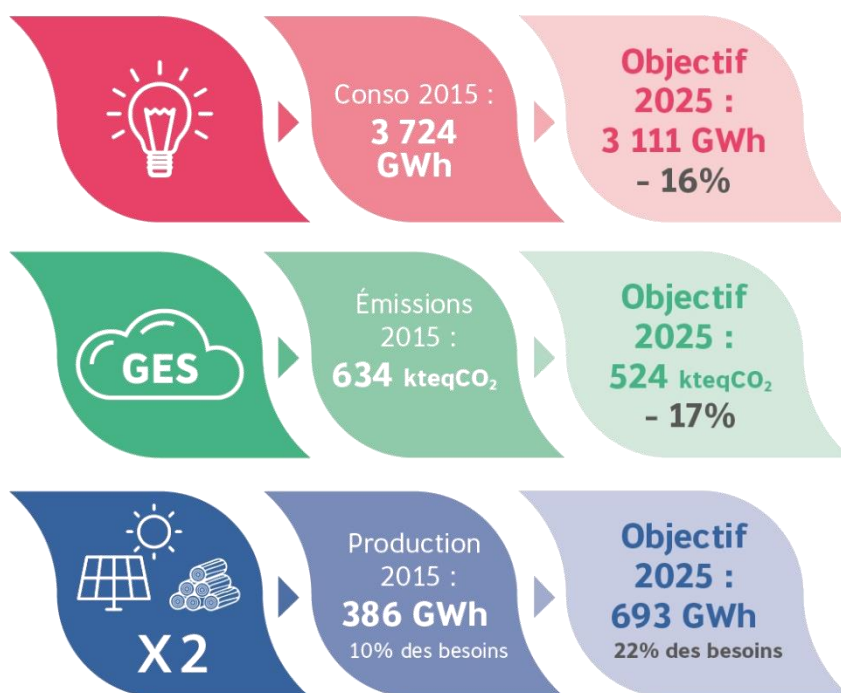 Conso 2015 :
3 724
GWh
Objectif
2025 :
3 111 GWh
- 16%
GES
Émissions
2015 :
634 kteqCO₂
Objectif
2025 :
524 kteqCO₂
- 17%
X2
Production
2015 :
386 GWh
10% des besoins
Objectif
2025 :
693 GWh
22% des besoins